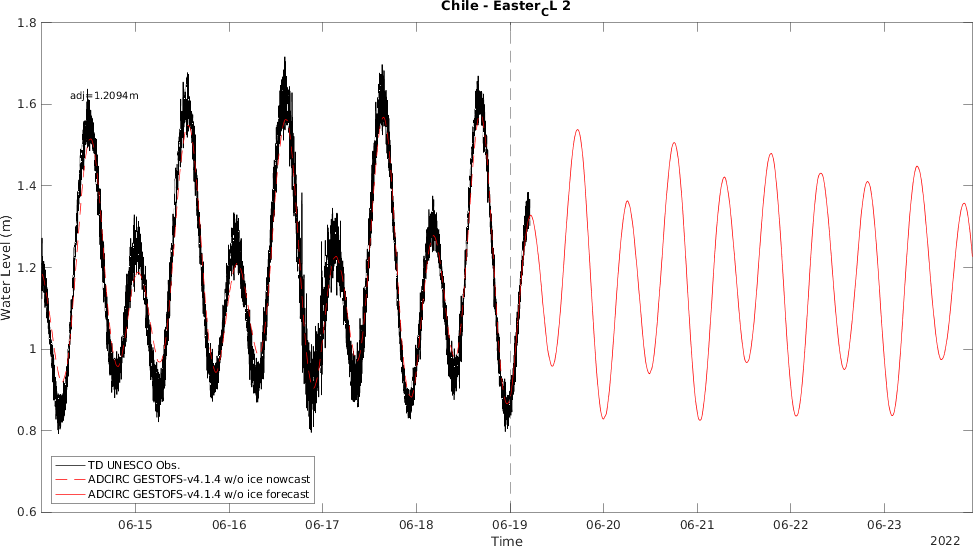 Chile - Easter_CL 2
1.8
adj=1.2094m
1.6
1.4
1.2
1
0.8
0.6
Water Level (m)
TD UNESCO Obs.
ADCIRC GESTOFS-v4.1.4 w/o ice nowcast
ADCIRC GESTOFS-v4.1.4 w/o ice forecast
06-15 06-16 06-17 06-18 06-19 06-20 06-21 06-22 06-23
Time
2022